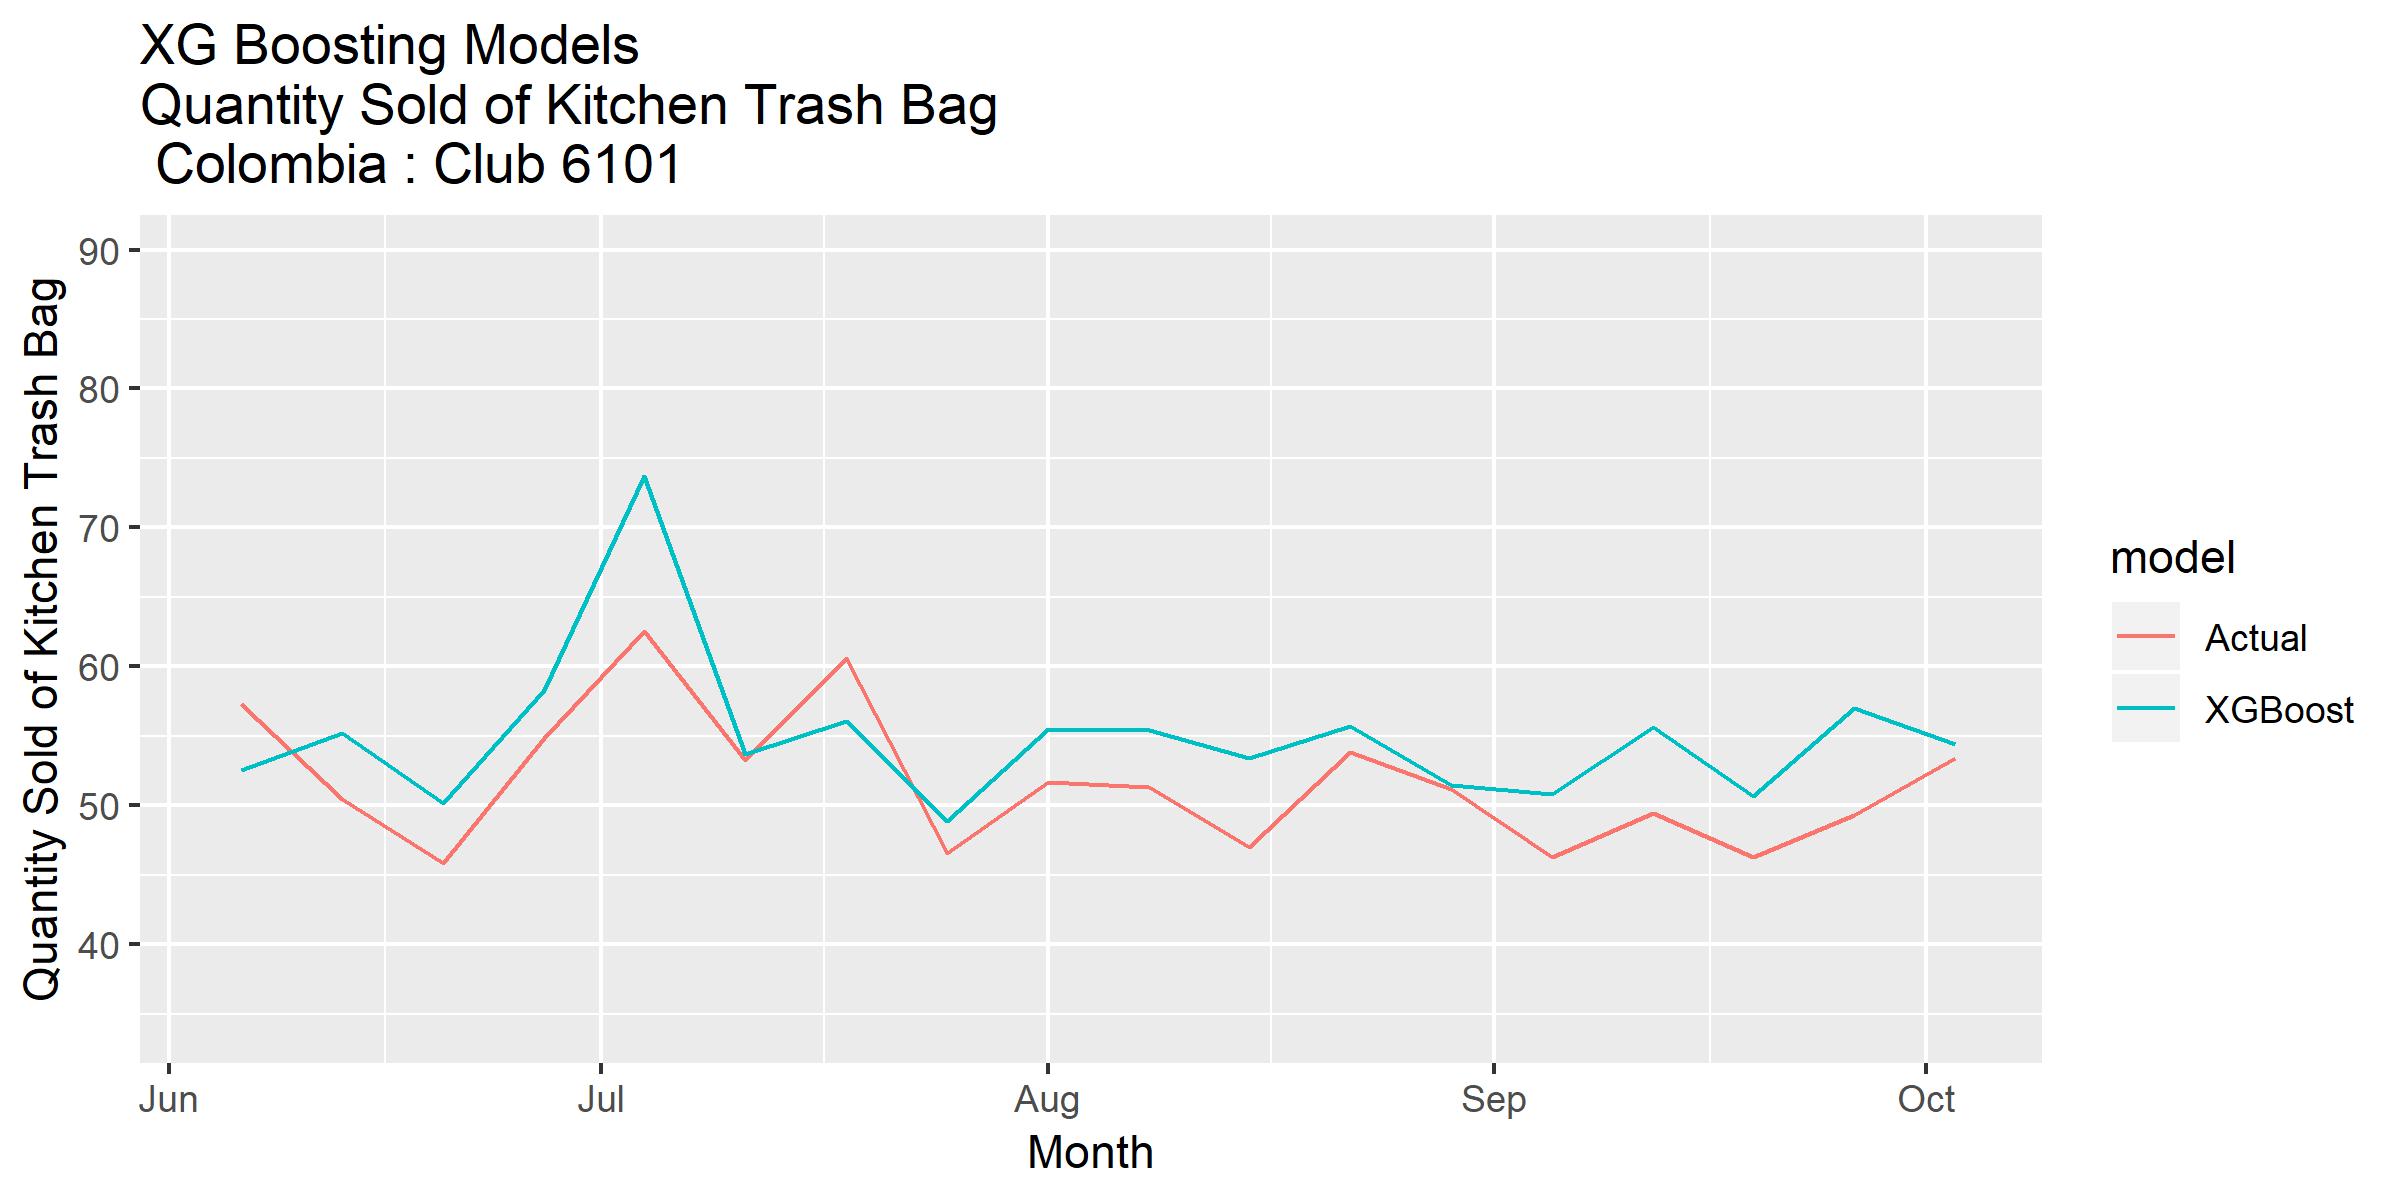 XG Boosting Models
Quantity Sold of Kitchen Trash Bag
Colombia : Club 6101
Quantity Sold of Kitchen Trash Bag
90
80
70
60
50
40
Jun Jul Aug Sep Oct
Month
model
Actual
XGBoost